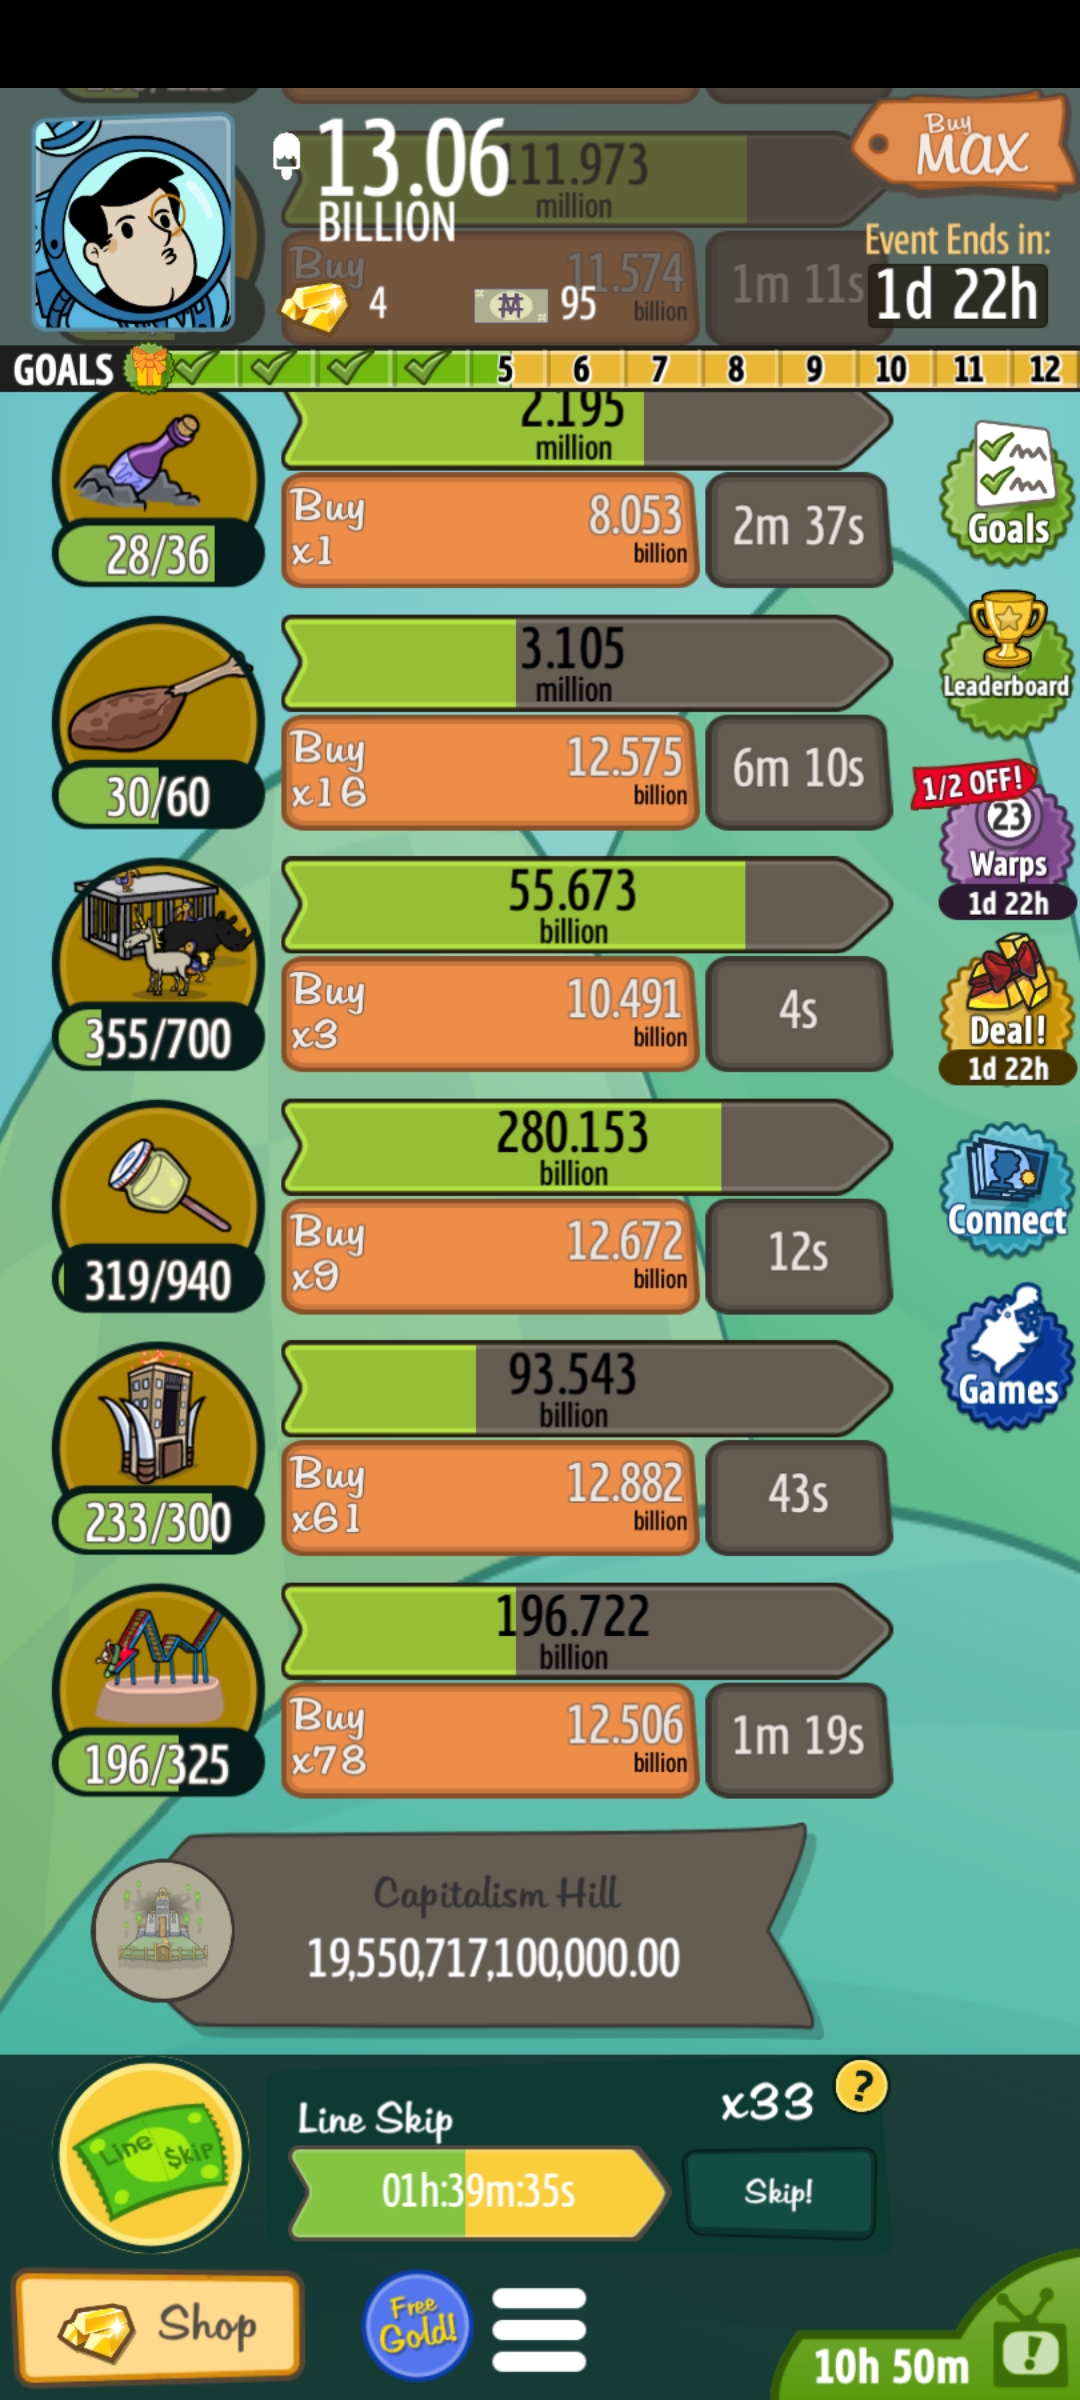 13.06
BILLION
111.973
million
Buy
MAX
Event Ends in:
1d 22h
Buy
11.574
billion
1m 11s
4
95
GOALS 5 6 7 8 9 10 11 12
2.195
million
28/36
Buy
x1
8.053
billion
2m 37s
Goals
3.105
million
30/60
Buy
x16
12.575
billion
6m 10s
Leaderboard
1/2 OFF!
23
Warps
1d 22h
55.673
billion
355/700
Buy
x3
10.491
billion
4s
Deal!
1d 22h
280.153
billion
319/940
Buy
x9
12.672
billion
12s
Connect
93.543
billion
233/300
Buy
x61
12.882
billion
43s
Games
196.722
billion
196/325
Buy
x78
12.506
billion
1m 19s
Capitalism Hill
19,550,717,100,000.00
Line $kip
Line Skip
x33
?
01h:39m:35s
Skip!
Shop
Free
Gold!
10h 50m
!